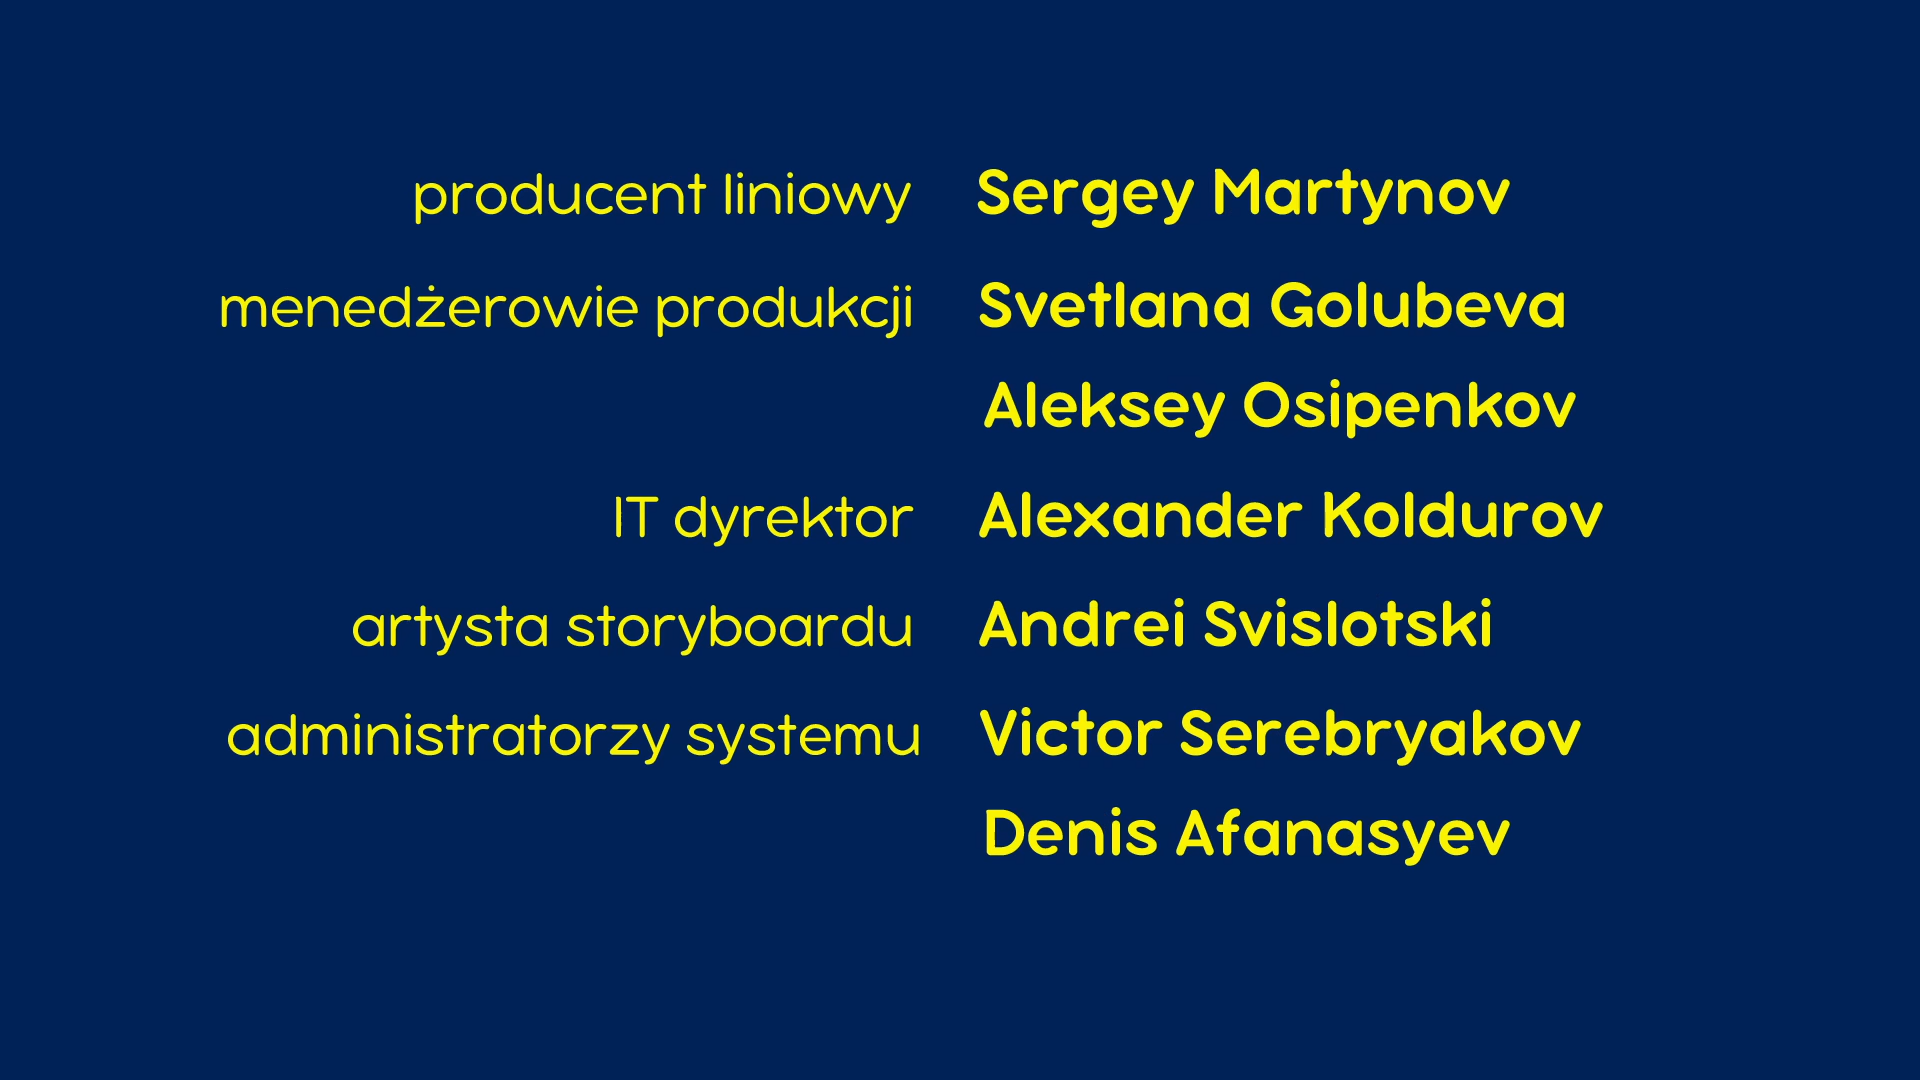 producent liniowy Sergey Martynov
menedżerowie produkcji Svetlana Golubeva
Aleksey Osipenkov
IT dyrektor Alexander Koldurov
artysta storyboardu Andrei Svislotski
administratorzy systemu Victor Serebryakov
Denis Afanasyev